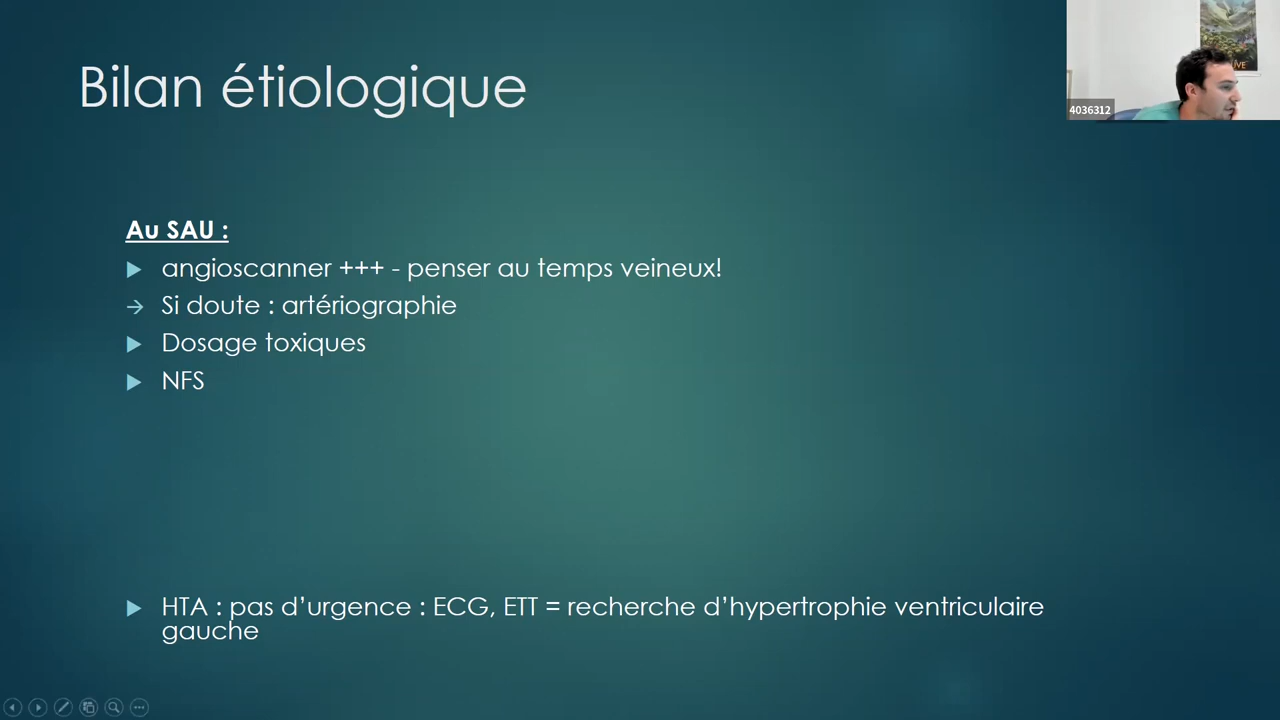 Bilan étiologique
4036312
Au SAU :
angioscanner +++ - penser au temps veineux!
Si doute : artériographie
Dosage toxiques
NFS
HTA : pas d’urgence : ECG, ETT = recherche d’hypertrophie ventriculaire
gauche